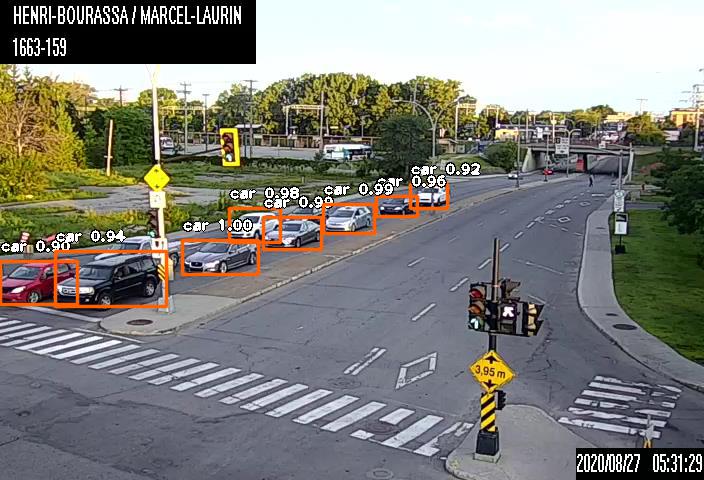 HENRI-BOURASSA / MARCEL-LAURIN
1663-159
car 0.92
car 0.96
car 0.98
car 0.99
car 0.99
car 1.00
car 0.94
car 0.90
3,95 m
2020/08/27 05:31:29